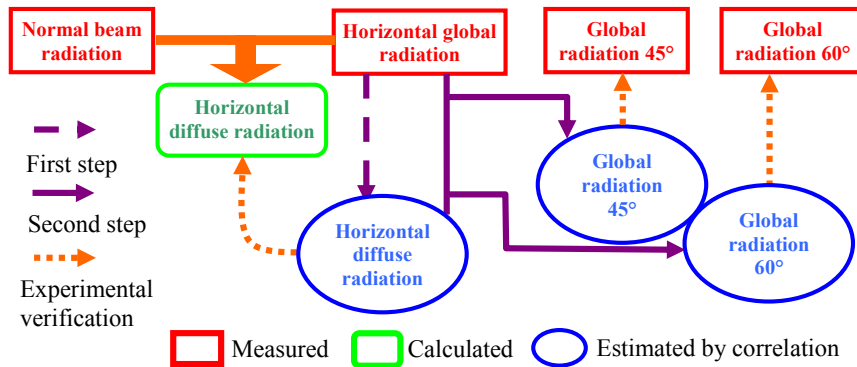 Normal beam
radiation
Horizontal global
radiation
Global
radiation 45°
Global
radiation 60°
Horizontal
diffuse radiation
First step
Second step
Experimental
verification
Horizontal
diffuse
radiation
Global
radiation
45°
Global
radiation
60°
Measured
Calculated
Estimated by correlation